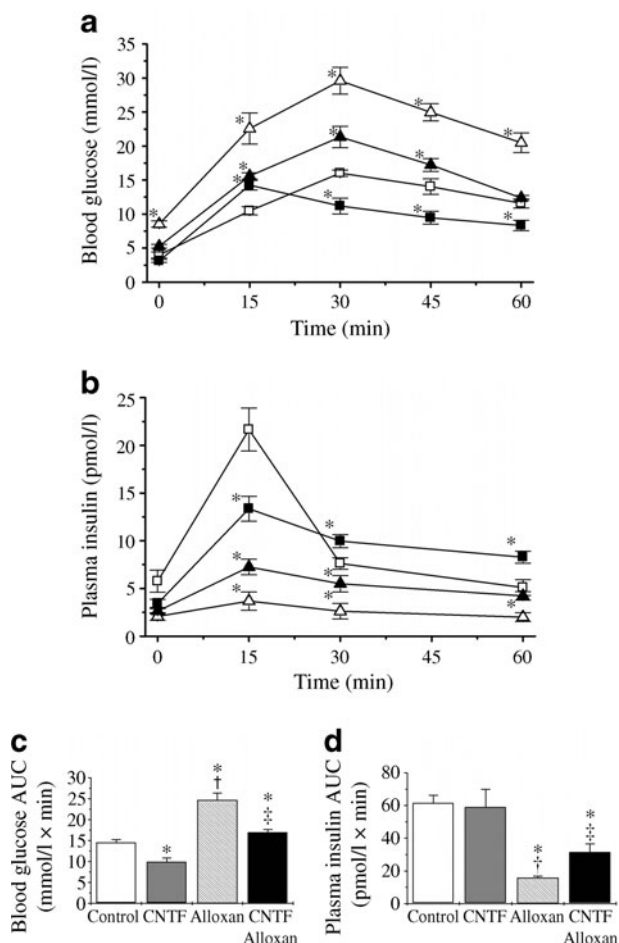 a
Blood glucose (mmol/l)
35
30
25
20
15
10
5
0
* * * * *
* * *
* * * *
0 15 30 45 60
Time (min)
b
Plasma insulin (pmol/l)
25
20
15
10
5
0
* * *
* *
* * *
0 15 30 45 60
Time (min)
c
Blood glucose AUC
(mmol/l × min)
30
25
20
15
10
5
0
*
*
†
*
‡
Control CNTF Alloxan CNTF
Alloxan
d
Plasma insulin AUC
(pmol/l × min)
80
60
40
20
0
*
†
*
‡
Control CNTF Alloxan CNTF
Alloxan